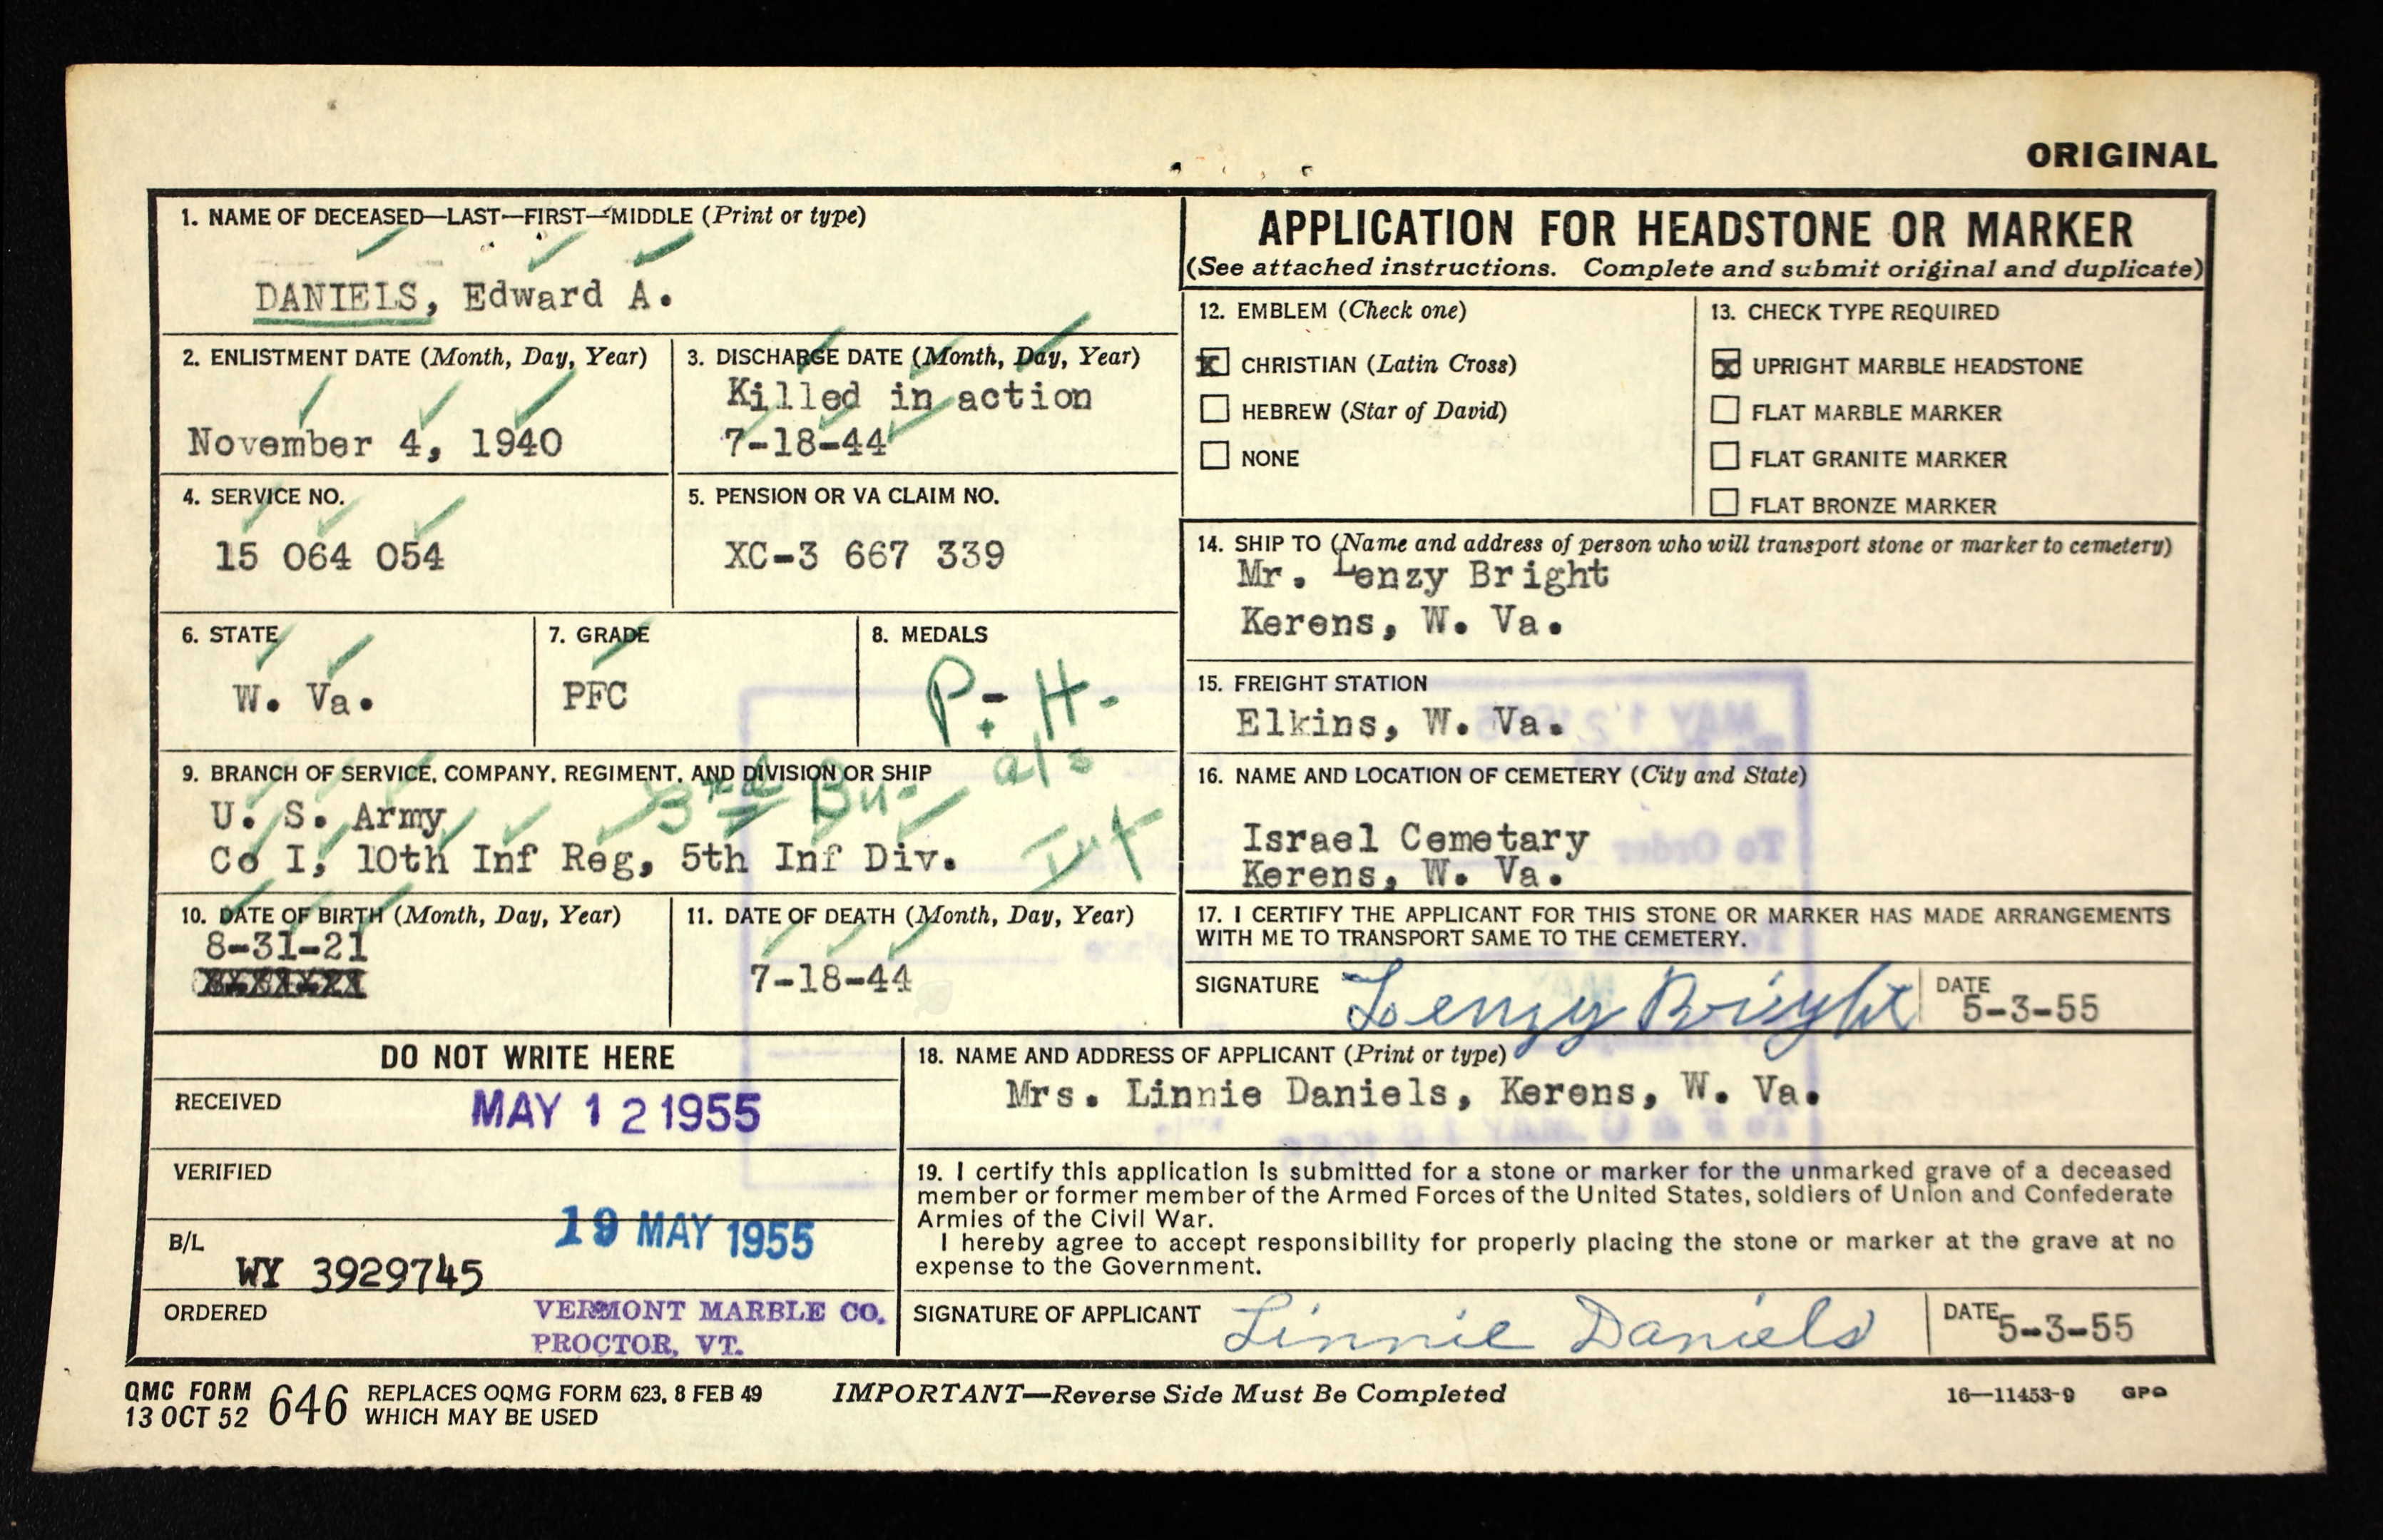 ORIGINAL
1. NAME OF DECEASED—LAST—FIRST—MIDDLE (Print or type)
DANIELS, Edward A.
2. ENLISTMENT DATE (Month, Day, Year)
November 4, 1940
3. DISCHARGE DATE (Month, Day, Year)
Killed in action
7-18-44
4. SERVICE NO.
15 064 054
5. PENSION OR VA CLAIM NO.
XC-3 667 339
6. STATE
W. Va.
7. GRADE
PFC
8. MEDALS
P.-H-
9. BRANCH OF SERVICE, COMPANY, REGIMENT, AND DIVISION OR SHIP
3rd Bn.
U. S. Army
Co I, 10th Inf Reg, 5th Inf Div.
10. DATE OF BIRTH (Month, Day, Year)
8-31-21
11. DATE OF DEATH (Month, Day, Year)
7-18-44
APPLICATION FOR HEADSTONE OR MARKER
(See attached instructions. Complete and submit original and duplicate)
12. EMBLEM (Check one)
x CHRISTIAN (Latin Cross)
HEBREW (Star of David)
NONE
13. CHECK TYPE REQUIRED
x UPRIGHT MARBLE HEADSTONE
FLAT MARBLE MARKER
FLAT GRANITE MARKER
FLAT BRONZE MARKER
14. SHIP TO (Name and address of person who will transport stone or marker to cemetery)
Mr. Lenzy Bright
Kerens, W. Va.
15. FREIGHT STATION
Elkins, W. Va.
16. NAME AND LOCATION OF CEMETERY (City and State)
Israel Cemetary
Kerens, W. Va.
17. I CERTIFY THE APPLICANT FOR THIS STONE OR MARKER HAS MADE ARRANGEMENTS
WITH ME TO TRANSPORT SAME TO THE CEMETERY.
SIGNATURE Lenzy Bright
DATE 5-3-55
DO NOT WRITE HERE
RECEIVED MAY 12 1955
VERIFIED
19 MAY 1955
B/L WY 3929745
ORDERED VERMONT MARBLE CO.
PROCTOR, VT.
18. NAME AND ADDRESS OF APPLICANT (Print or type)
Mrs. Linnie Daniels, Kerens, W. Va.
19. I certify this application is submitted for a stone or marker for the unmarked grave of a deceased
member or former member of the Armed Forces of the United States, soldiers of Union and Confederate
Armies of the Civil War.
I hereby agree to accept responsibility for properly placing the stone or marker at the grave at no
expense to the Government.
SIGNATURE OF APPLICANT Linnie Daniels
DATE 5-3-55
QMC FORM
13 OCT 52 646 REPLACES OQMG FORM 623, 8 FEB 49
WHICH MAY BE USED
IMPORTANT—Reverse Side Must Be Completed
16—11453-9 GPO